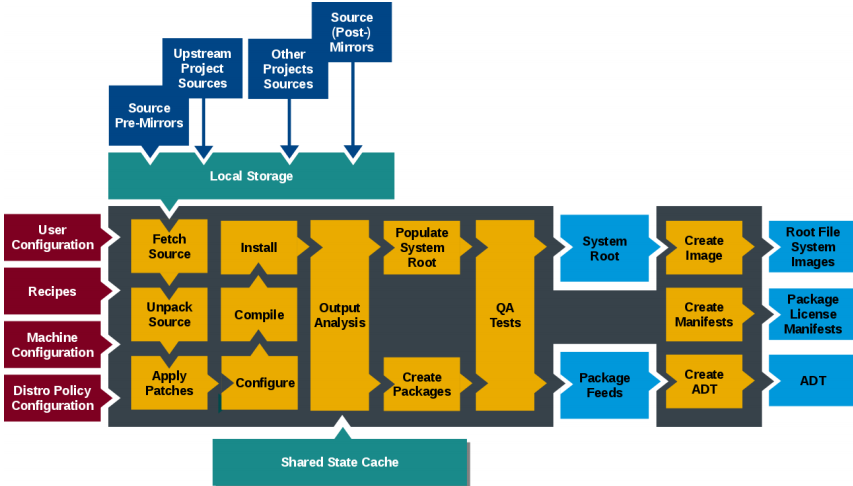 Source
(Post-)
Mirrors
Upstream
Project
Sources
Other
Projects
Sources
Source
Pre-Mirrors
Local Storage
User
Configuration
Recipes
Machine
Configuration
Distro Policy
Configuration
Fetch
Source
Unpack
Source
Apply
Patches
Install
Compile
Configure
Output
Analysis
Populate
System
Root
Create
Packages
QA
Tests
System
Root
Package
Feeds
Create
Image
Create
Manifests
Create
ADT
Root File
System
Images
Package
License
Manifests
ADT
Shared State Cache